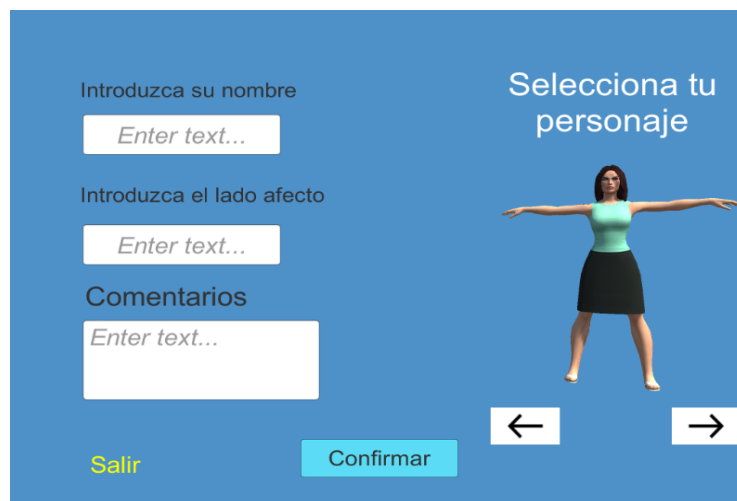 Introduzca su nombre
Enter text...
Introduzca el lado afecto
Enter text...
Comentarios
Enter text...
Salir
Confirmar
Selecciona tu
personaje